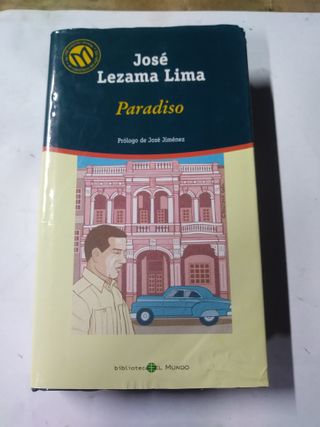 José
Lezama Lima
Paradiso
Prólogo de José Jiménez
biblioteca EL MUNDO